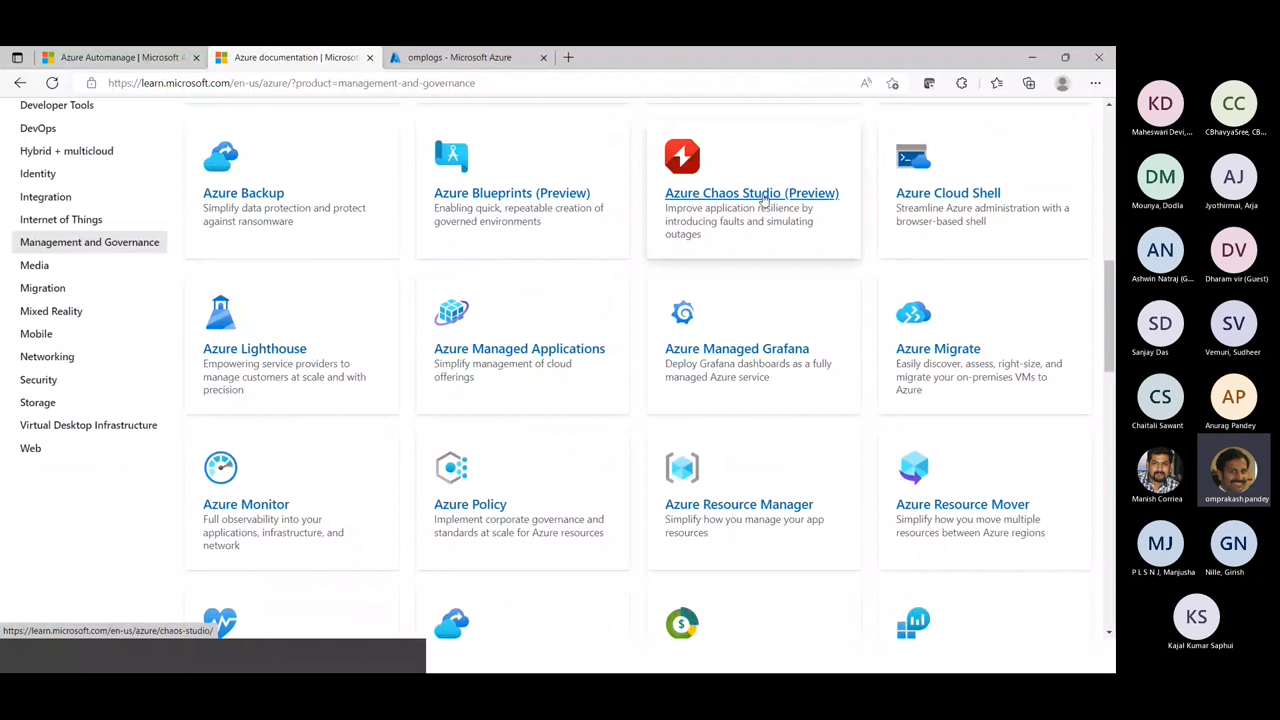 Azure Automanage | Microsoft A
Azure documentation | Microsof
omplogs - Microsoft Azure
https://learn.microsoft.com/en-us/azure/?product=management-and-governance
Developer Tools
DevOps
Hybrid + multicloud
Identity
Integration
Internet of Things
Management and Governance
Media
Migration
Mixed Reality
Mobile
Networking
Security
Storage
Virtual Desktop Infrastructure
Web
Azure Backup
Simplify data protection and protect
against ransomware
Azure Blueprints (Preview)
Enabling quick, repeatable creation of
governed environments
Azure Chaos Studio (Preview)
Improve application resilience by
introducing faults and simulating
outages
Azure Cloud Shell
Streamline Azure administration with a
browser-based shell
Azure Lighthouse
Empowering service providers to
manage customers at scale and with
precision
Azure Managed Applications
Simplify management of cloud
offerings
Azure Managed Grafana
Deploy Grafana dashboards as a fully
managed Azure service
Azure Migrate
Easily discover, assess, right-size, and
migrate your on-premises VMs to
Azure
Azure Monitor
Full observability into your
applications, infrastructure, and
network
Azure Policy
Implement corporate governance and
standards at scale for Azure resources
Azure Resource Manager
Simplify how you manage your app
resources
Azure Resource Mover
Simplify how you move multiple
resources between Azure regions
https://learn.microsoft.com/en-us/azure/chaos-studio/
KD
Maheswari Devi,...
CC
CBhavyaSree, CB...
DM
Mounya, Dodla
AJ
Jyothirmai, Arja
AN
Ashwin Natraj (G...
DV
Dharam vir (Guest)
SD
Sanjay Das
SV
Vemuri, Sudheer
CS
Chaitali Sawant
AP
Anurag Pandey
Manish Corriea
omprakash pandey
MJ
P L S N J, Manjusha
GN
Nille, Girish
KS
Kajal Kumar Saphui